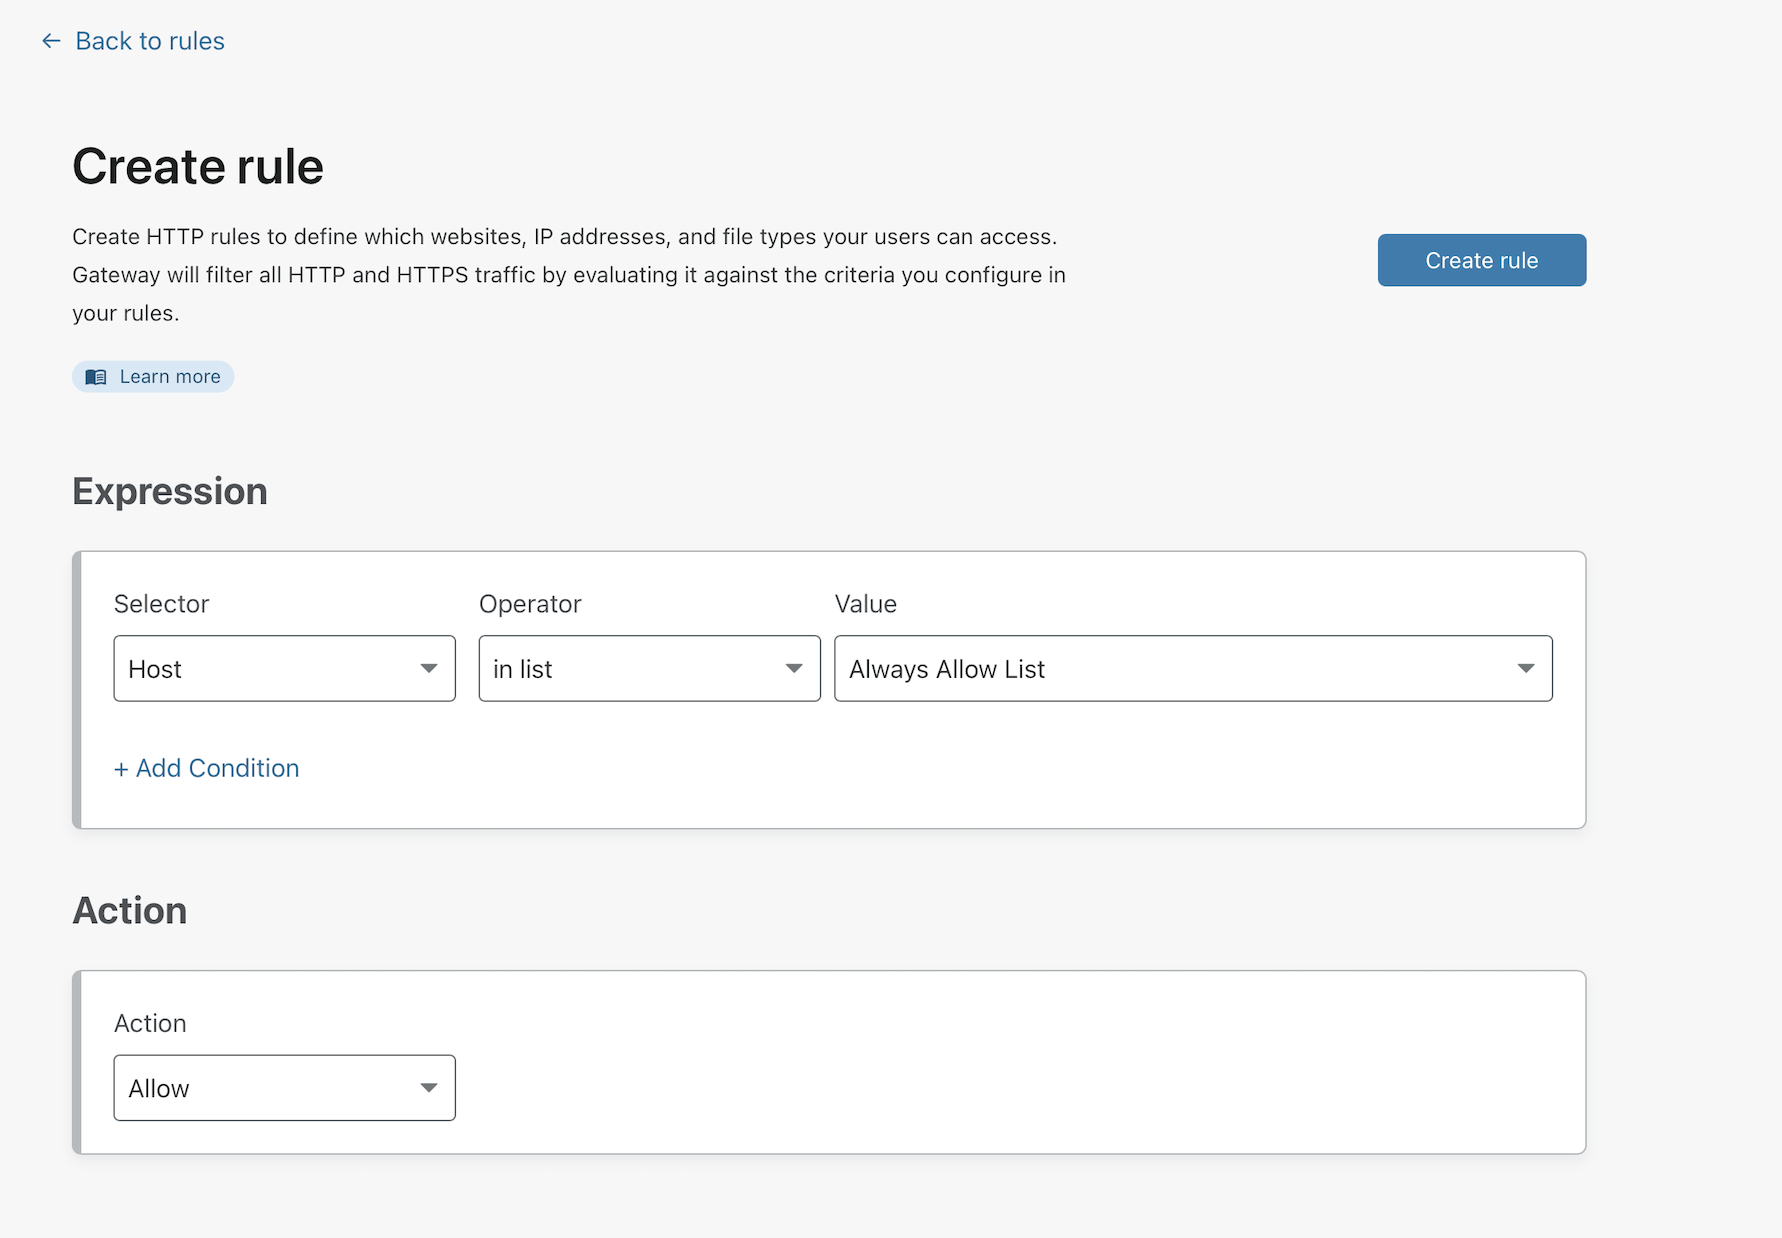 ← Back to rules
Create rule
Create HTTP rules to define which websites, IP addresses, and file types your users can access.
Gateway will filter all HTTP and HTTPS traffic by evaluating it against the criteria you configure in
your rules.
Create rule
Learn more
Expression
Selector Operator Value
Host in list Always Allow List
+ Add Condition
Action
Action
Allow